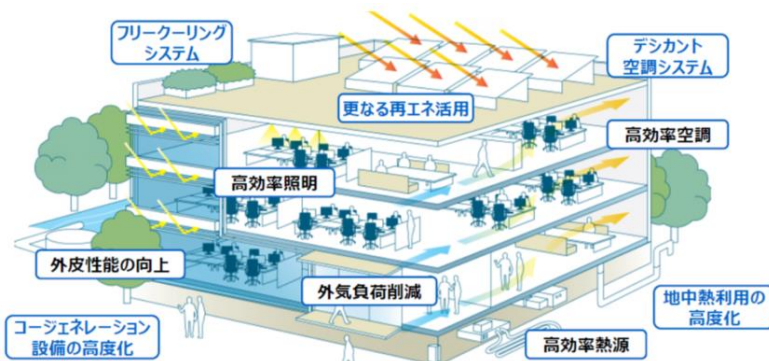 フリークーリング
システム
デシカント
空調システム
更なる再エネ活用
高効率空調
高効率照明
外皮性能の向上
外気負荷削減
地中熱利用の
高度化
コージェネレーション
設備の高度化
高効率熱源